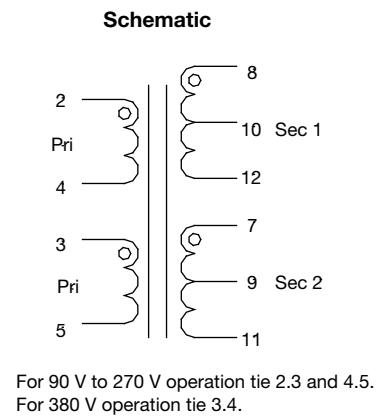 Schematic
8
2
10 Sec 1
Pri
4
12
7
3
9 Sec 2
Pri
5
11
For 90 V to 270 V operation tie 2.3 and 4.5.
For 380 V operation tie 3.4.